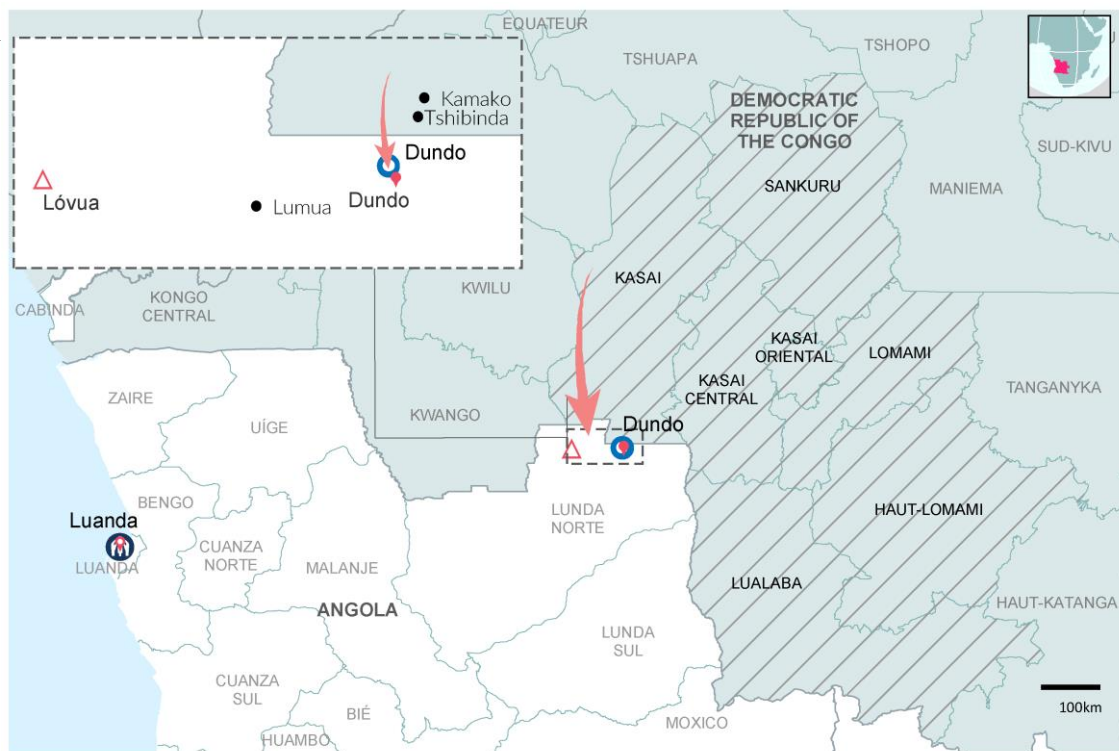 EQUATEUR
TSHUAPA
TSHOPO
DEMOCRATIC
REPUBLIC OF
THE CONGO
SUD-KIVU
SANKURU
MANIEMA
Kamako
Tshibinda
Dundo
Dundo
Lóvua
Lumua
KASAI
KWILU
CABINDA
KONGO
CENTRAL
KASAI
ORIENTAL
LOMAMI
KASAI
CENTRAL
TANGANYKA
ZAIRE
UÍGE
KWANGO
Dundo
BENGO
LUNDA
NORTE
HAUT-LOMAMI
Luanda
LUANDA
CUANZA
NORTE
MALANJE
LUALABA
HAUT-KATANGA
ANGOLA
LUNDA
SUL
CUANZA
SUL
BIÉ
MOXICO
HUAMBO
100km